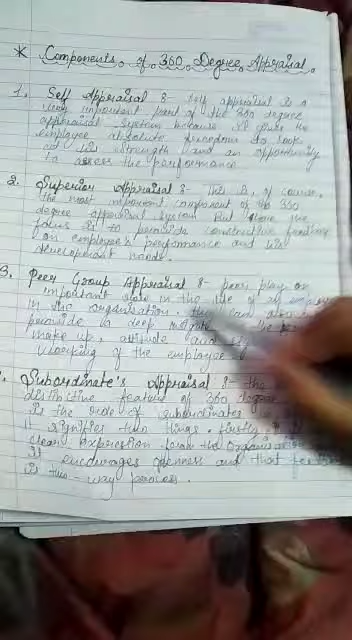 * Components of 360 Degree Appraisal.
1. Self Appraisal :- Self appraisal is a
very important part of the 360 degree
appraisal system because it gives the
employee absolute freedom to look
at his strength and an opportunity
to assess the performance
2. Superior Appraisal :- This is, of course,
the most important component of the 360
degree appraisal system. But here the
focus is to provide constructive feedback
on employee's performance and his
development needs.
3. Peer Group Appraisal :- peer play an
important role in the life of an employee
in the organisation. They can also
provide a deep the
make up, attitude and
working of the employee
Subordinate's Appraisal :- the
distinctive feature of 360 degree
is the role of subordinates
it signifies two things. firstly, it
clear expression from the organisation
It encourages openness and that
is two-way process.